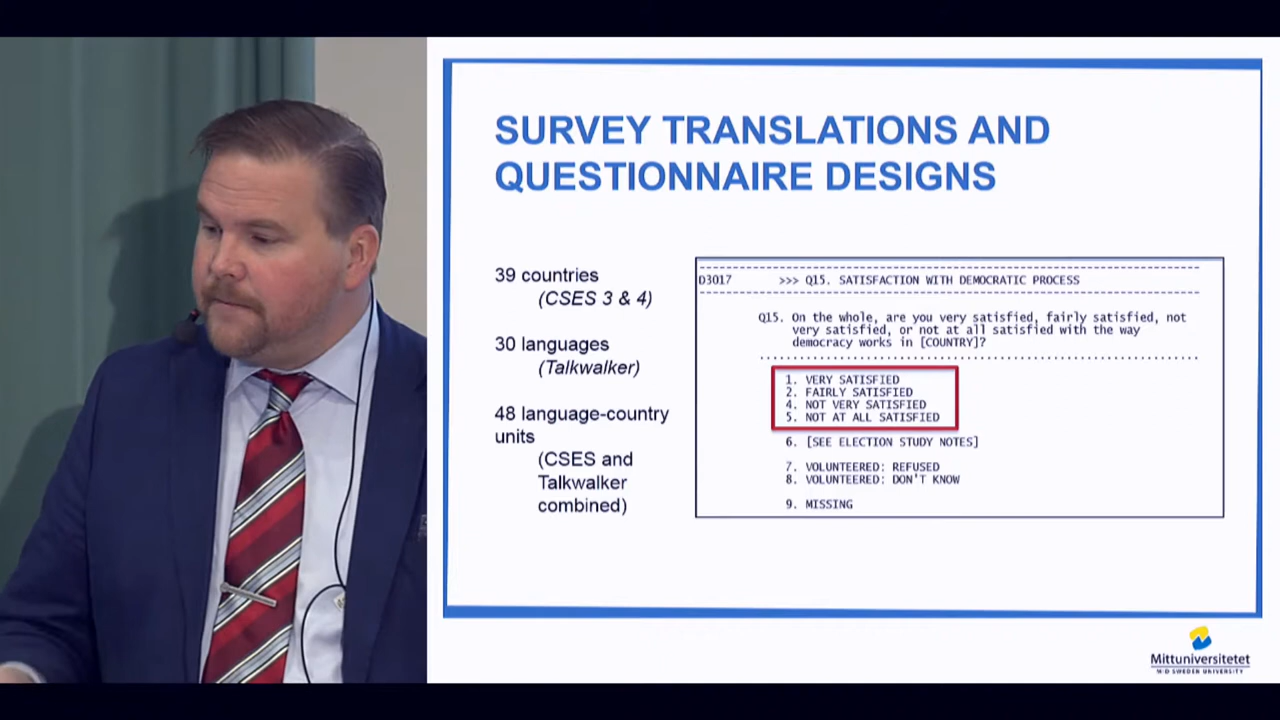 SURVEY TRANSLATIONS AND
QUESTIONNAIRE DESIGNS
39 countries
(CSES 3 & 4)
30 languages
(Talkwalker)
48 language-country
units
(CSES and
Talkwalker
combined)
D3017 >>> Q15. SATISFACTION WITH DEMOCRATIC PROCESS
Q15. On the whole, are you very satisfied, fairly satisfied, not
very satisfied, or not at all satisfied with the way
democracy works in [COUNTRY]?
1. VERY SATISFIED
2. FAIRLY SATISFIED
4. NOT VERY SATISFIED
5. NOT AT ALL SATISFIED
6. [SEE ELECTION STUDY NOTES]
7. VOLUNTEERED: REFUSED
8. VOLUNTEERED: DON'T KNOW
9. MISSING
Mittuniversitetet
MID SWEDEN UNIVERSITY